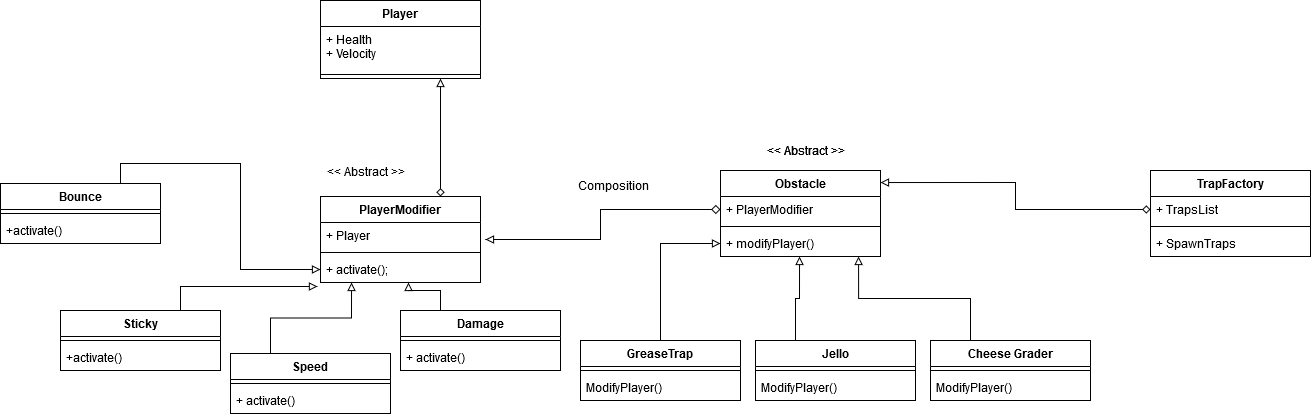 Player
+ Health
+ Velocity
<< Abstract >>
PlayerModifier
+ Player
+ activate();
Bounce
+activate()
Sticky
+activate()
Speed
+ activate()
Damage
+ activate()
Composition
<< Abstract >>
Obstacle
+ PlayerModifier
+ modifyPlayer()
TrapFactory
+ TrapsList
+ SpawnTraps
GreaseTrap
ModifyPlayer()
Jello
ModifyPlayer()
Cheese Grader
ModifyPlayer()